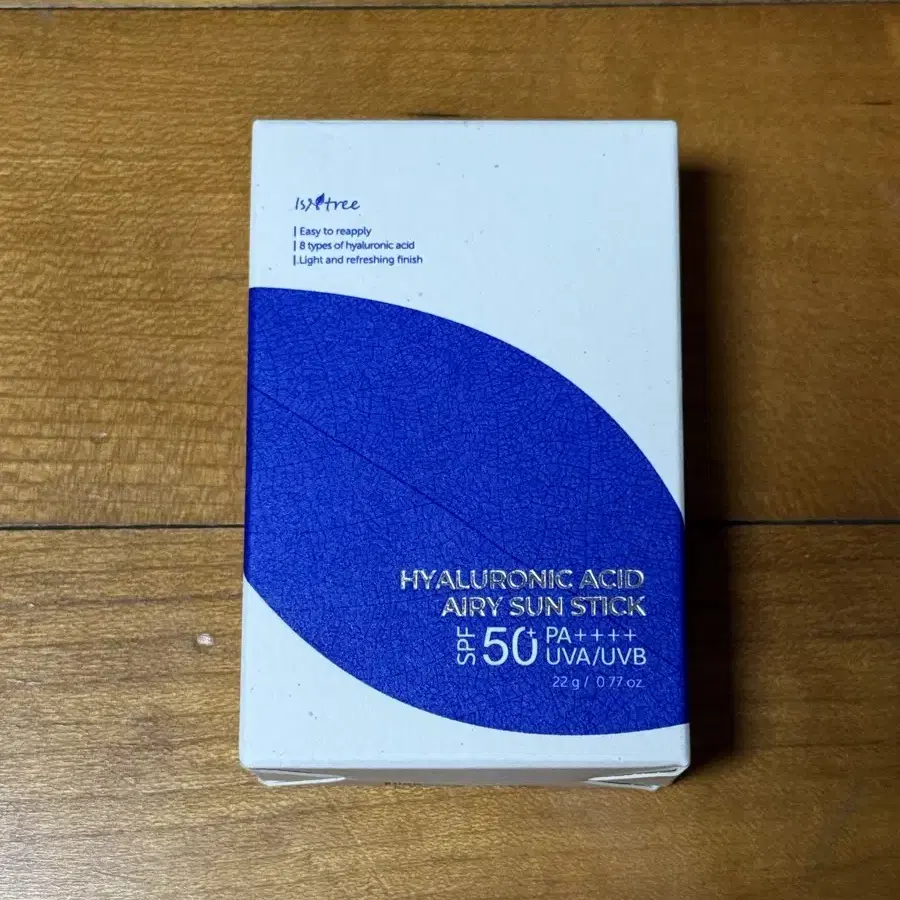 IsNtree
Easy to reapply
8 types of hyaluronic acid
Light and refreshing finish
HYALURONIC ACID
AIRY SUN STICK
SPF 50+ PA++++
UVA/UVB
22 g / 0.77 oz.